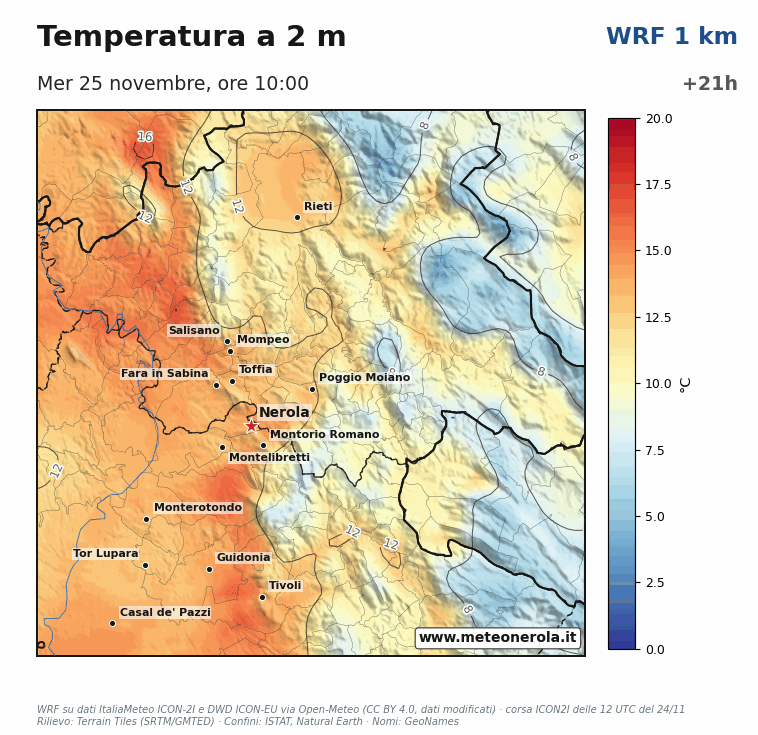 Temperatura a 2 m
WRF 1 km
Mer 25 novembre, ore 10:00
+21h
16
8
8
12
12
12
Rieti
Salisano
Mompeo
Fara in Sabina
Toffia
Poggio Moiano
8
8
Nerola
Montorio Romano
Montelibretti
12
Monterotondo
12
12
Tor Lupara
Guidonia
Tivoli
Casal de' Pazzi
8
www.meteonerola.it
20.0
17.5
15.0
12.5
10.0
7.5
5.0
2.5
0.0
°C
WRF su dati ItaliaMeteo ICON-2I e DWD ICON-EU via Open-Meteo (CC BY 4.0, dati modificati) · corsa ICON2I delle 12 UTC del 24/11
Rilievo: Terrain Tiles (SRTM/GMTED) · Confini: ISTAT, Natural Earth · Nomi: GeoNames